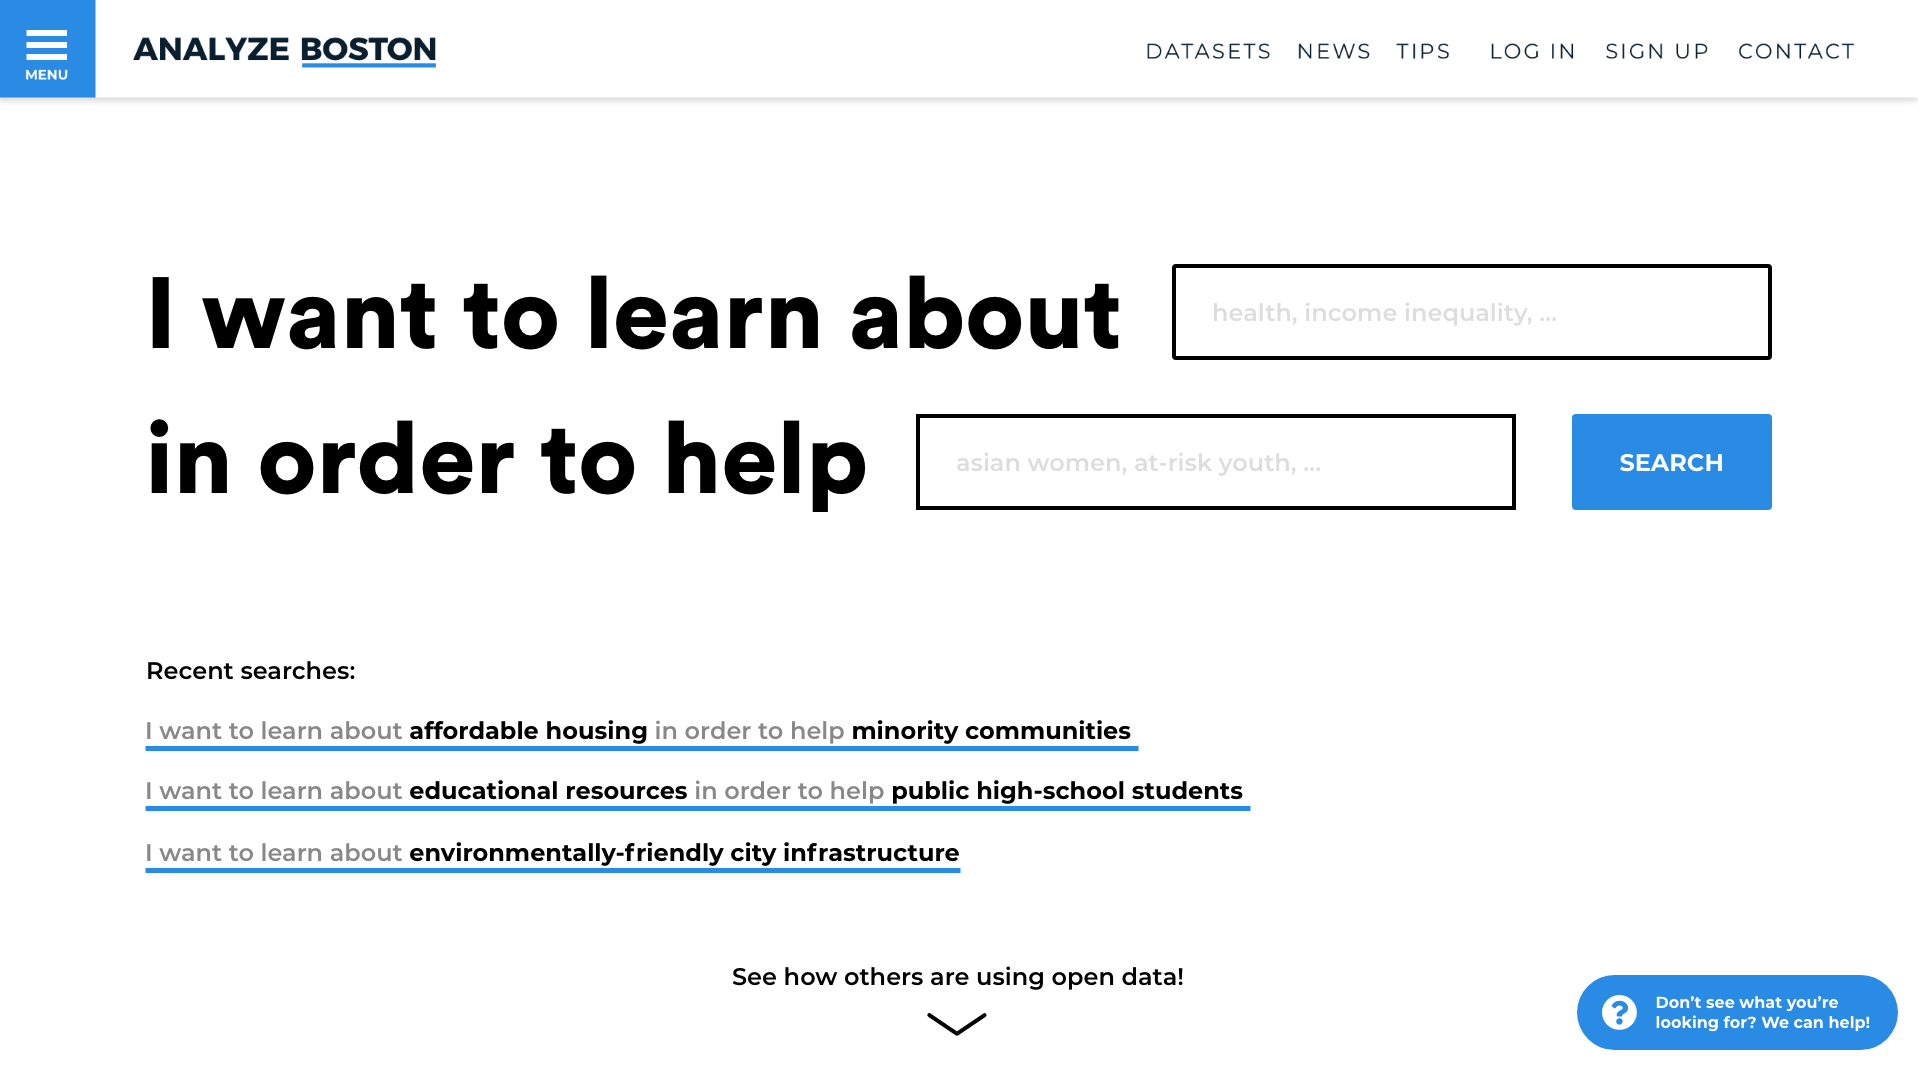 MENU
ANALYZE BOSTON
DATASETS NEWS TIPS LOG IN SIGN UP CONTACT
I want to learn about
health, income inequality, ...
in order to help
asian women, at-risk youth, ...
SEARCH
Recent searches:
I want to learn about affordable housing in order to help minority communities
I want to learn about educational resources in order to help public high-school students
I want to learn about environmentally-friendly city infrastructure
See how others are using open data!
?
Don’t see what you’re
looking for? We can help!